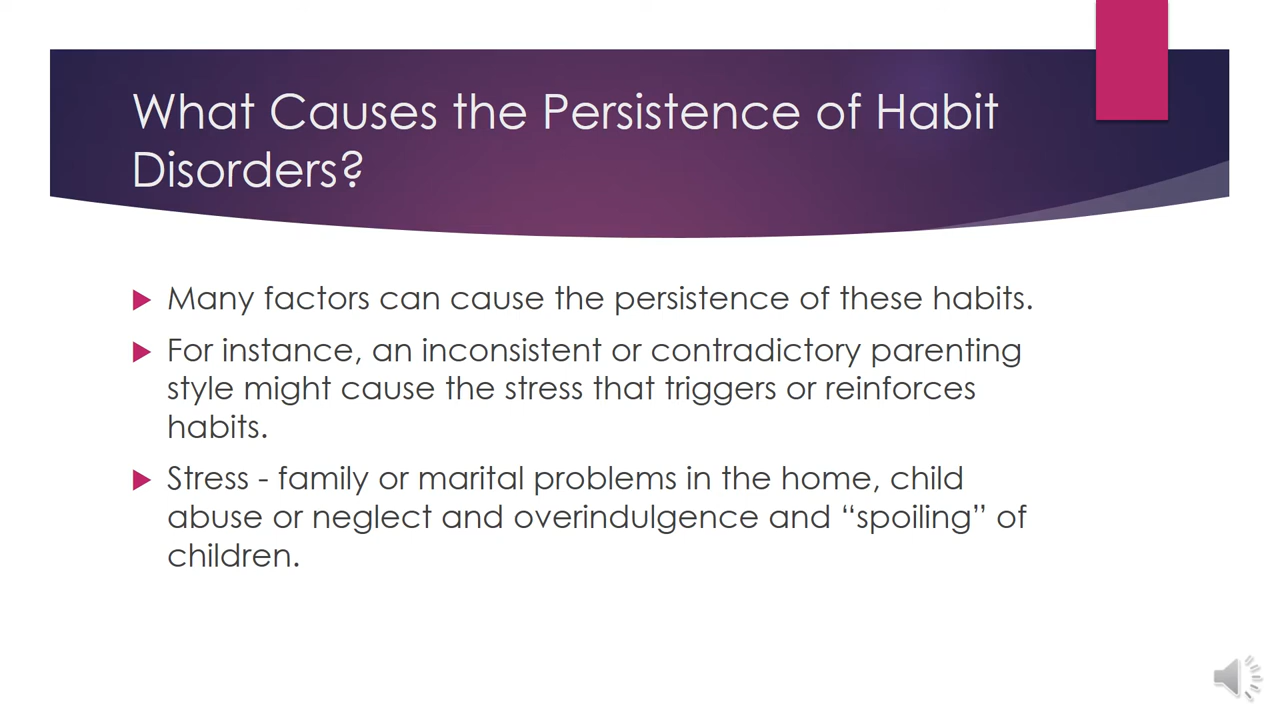 What Causes the Persistence of Habit
Disorders?
Many factors can cause the persistence of these habits.
For instance, an inconsistent or contradictory parenting
style might cause the stress that triggers or reinforces
habits.
Stress - family or marital problems in the home, child
abuse or neglect and overindulgence and “spoiling” of
children.